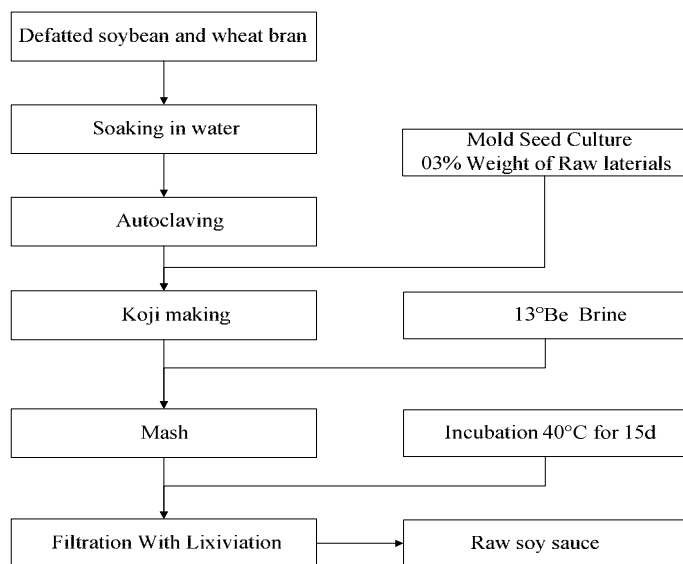 Defatted soybean and wheat bran
Soaking in water
Mold Seed Culture
03% Weight of Raw laterials
Autoclaving
Koji making
13°Be Brine
Mash
Incubation 40°C for 15d
Filtration With Lixiviation
Raw soy sauce